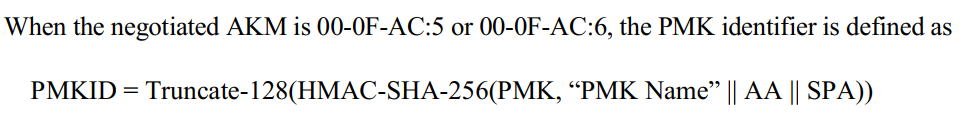 When the negotiated AKM is 00-0F-AC:5 or 00-0F-AC:6, the PMK identifier is defined as
PMKID = Truncate-128(HMAC-SHA-256(PMK, “PMK Name” || AA || SPA))